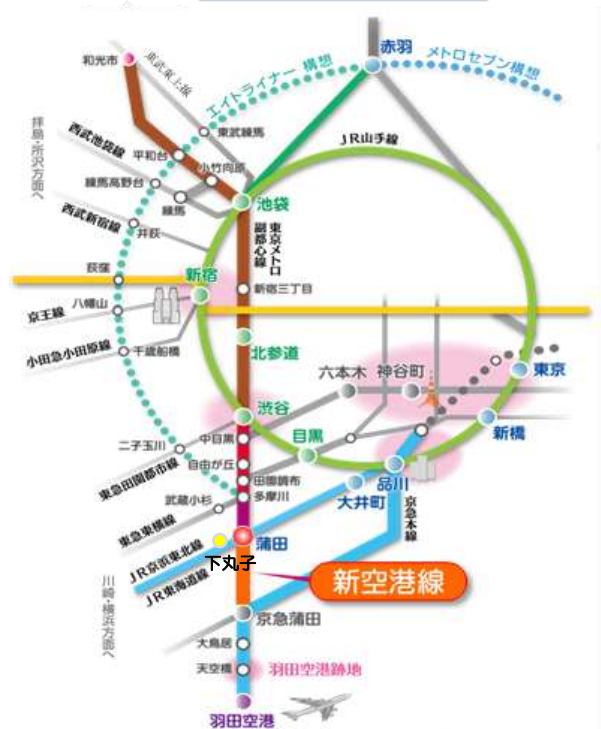 赤羽
メトロセブン構想
エイトライナー 構想
和光市
東武東上線
東武練馬
JR山手線
拝島・所沢方面へ
西武池袋線
平和台
小竹向原
練馬高野台
練馬
池袋
西武新宿線
井荻
東京メトロ
副都心線
荻窪
新宿
新宿三丁目
八幡山
京王線
小田急小田原線
千歳船橋
北参道
六本木
神谷町
東京
渋谷
新橋
中目黒
目黒
二子玉川
東急田園都市線
自由が丘
田園調布
品川
大井町
武蔵小杉
多摩川
東急東横線
京急本線
蒲田
JR京浜東北線
下丸子
JR東海道線
新空港線
川崎・横浜方面へ
京急蒲田
大鳥居
天空橋
羽田空港跡地
羽田空港